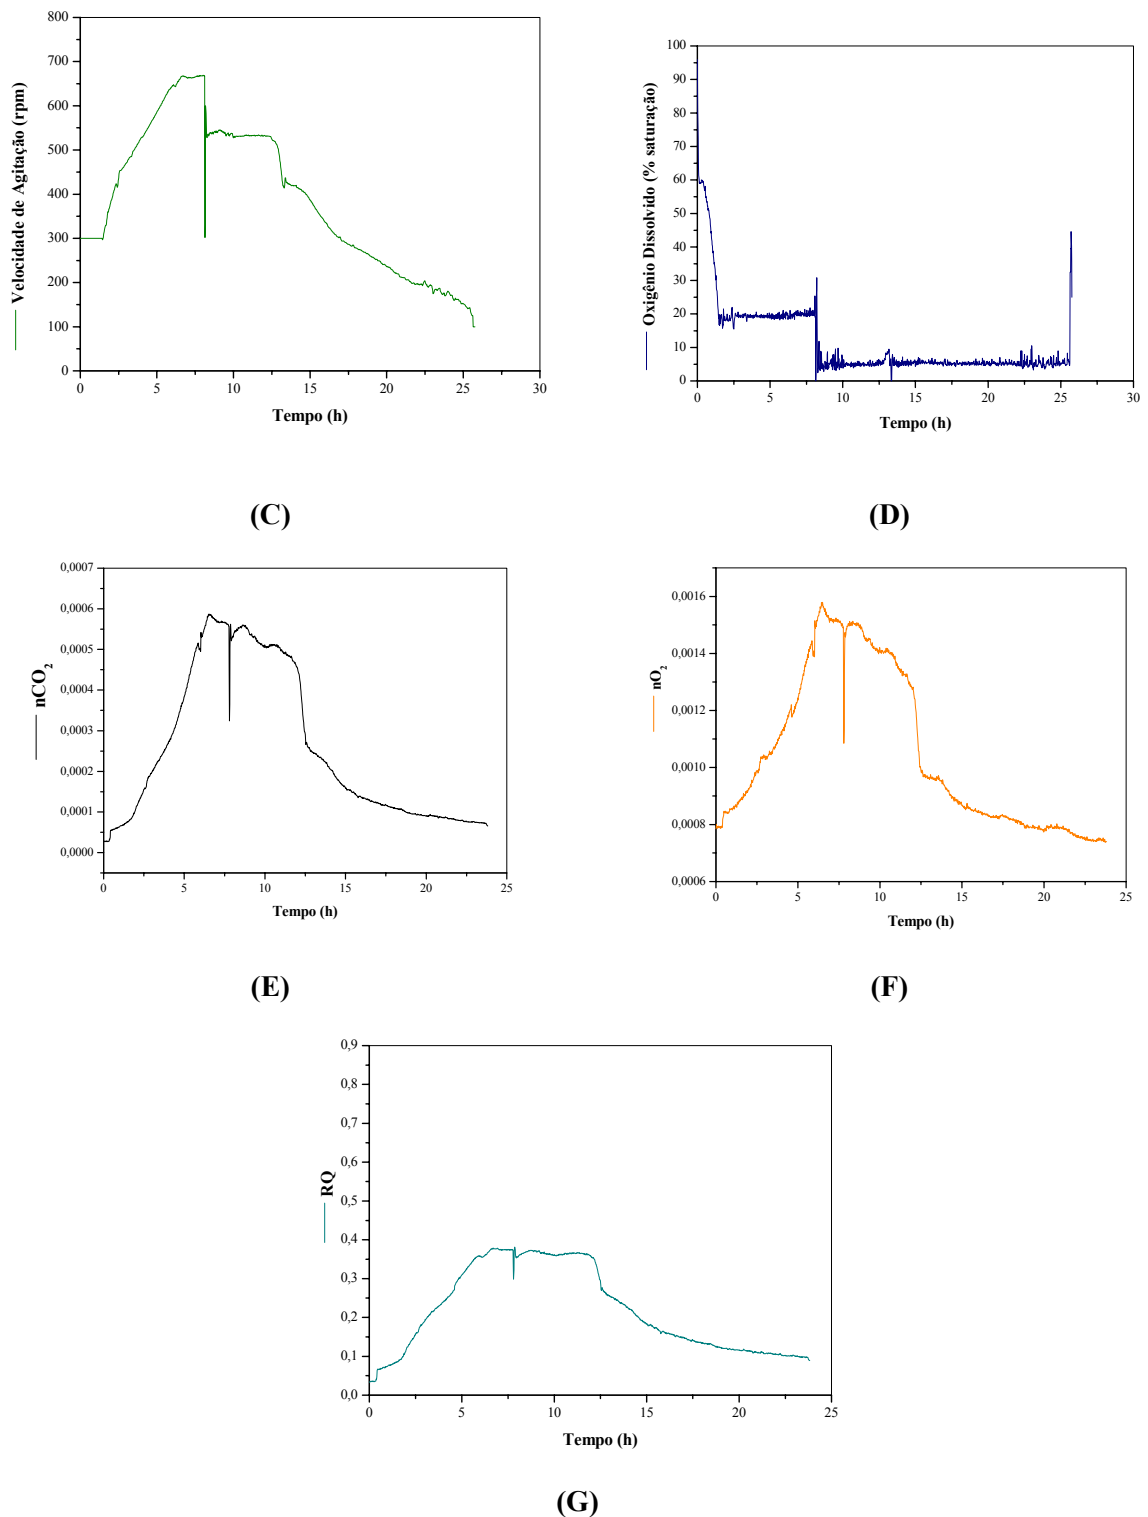 800
700
600
500
400
300
200
100
0
0 5 10 15 20 25 30
Velocidade de Agitação (rpm)
Tempo (h)
100
90
80
70
60
50
40
30
20
10
0
0 5 10 15 20 25 30
Oxigênio Dissolvido (% saturação)
Tempo (h)
(C)
(D)
0,0007
0,0006
0,0005
0,0004
0,0003
0,0002
0,0001
0,0000
0 5 10 15 20 25
nCO2
Tempo (h)
0,0016
0,0014
0,0012
0,0010
0,0008
0,0006
0 5 10 15 20 25
nO2
Tempo (h)
(E)
(F)
0,9
0,8
0,7
0,6
0,5
0,4
0,3
0,2
0,1
0,0
0 5 10 15 20 25
RQ
Tempo (h)
(G)